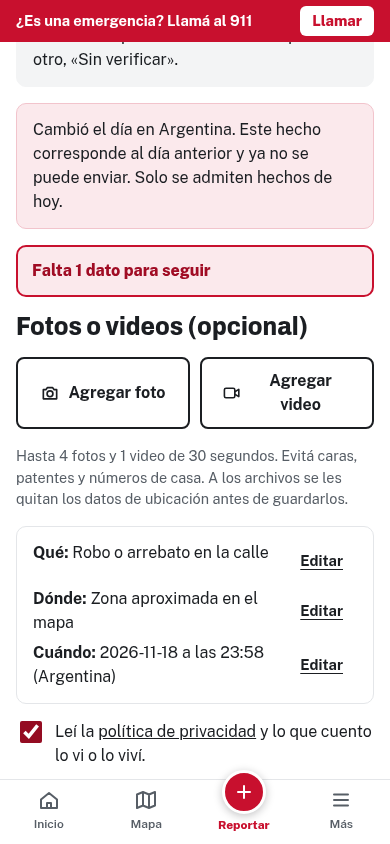 ¿Es una emergencia? Llamá al 911
Llamar
otro, «Sin verificar».
Cambió el día en Argentina. Este hecho
corresponde al día anterior y ya no se
puede enviar. Solo se admiten hechos de
hoy.
Falta 1 dato para seguir
Fotos o videos (opcional)
Agregar foto
Agregar
video
Hasta 4 fotos y 1 video de 30 segundos. Evitá caras,
patentes y números de casa. A los archivos se les
quitan los datos de ubicación antes de guardarlos.
Qué: Robo o arrebato en la calle
Editar
Dónde: Zona aproximada en el
mapa
Editar
Cuándo: 2026-11-18 a las 23:58
(Argentina)
Editar
Leí la política de privacidad y lo que cuento
lo vi o lo viví.
Inicio
Mapa
Reportar
Más